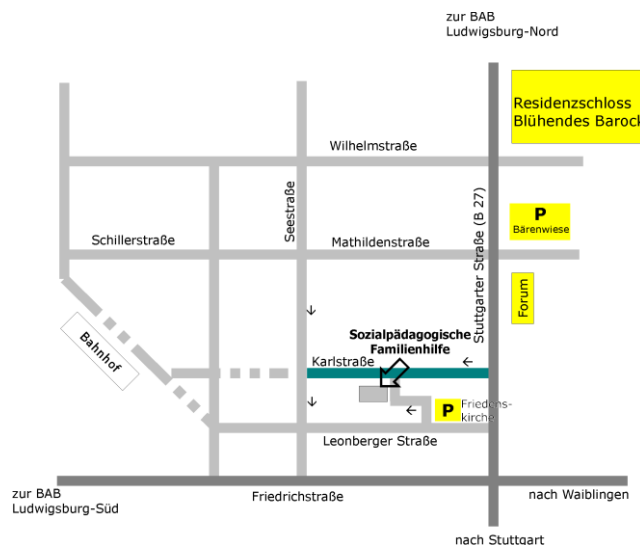 zur BAB
Ludwigsburg-Nord
Residenzschloss
Blühendes Barock
Wilhelmstraße
Seestraße
Stuttgarter Straße (B 27)
P
Bärenwiese
Schillerstraße
Mathildenstraße
Forum
Bahnhof
Sozialpädagogische
Familienhilfe
Karlstraße
P
Friedens-
kirche
Leonberger Straße
zur BAB
Ludwigsburg-Süd
Friedrichstraße
nach Waiblingen
nach Stuttgart